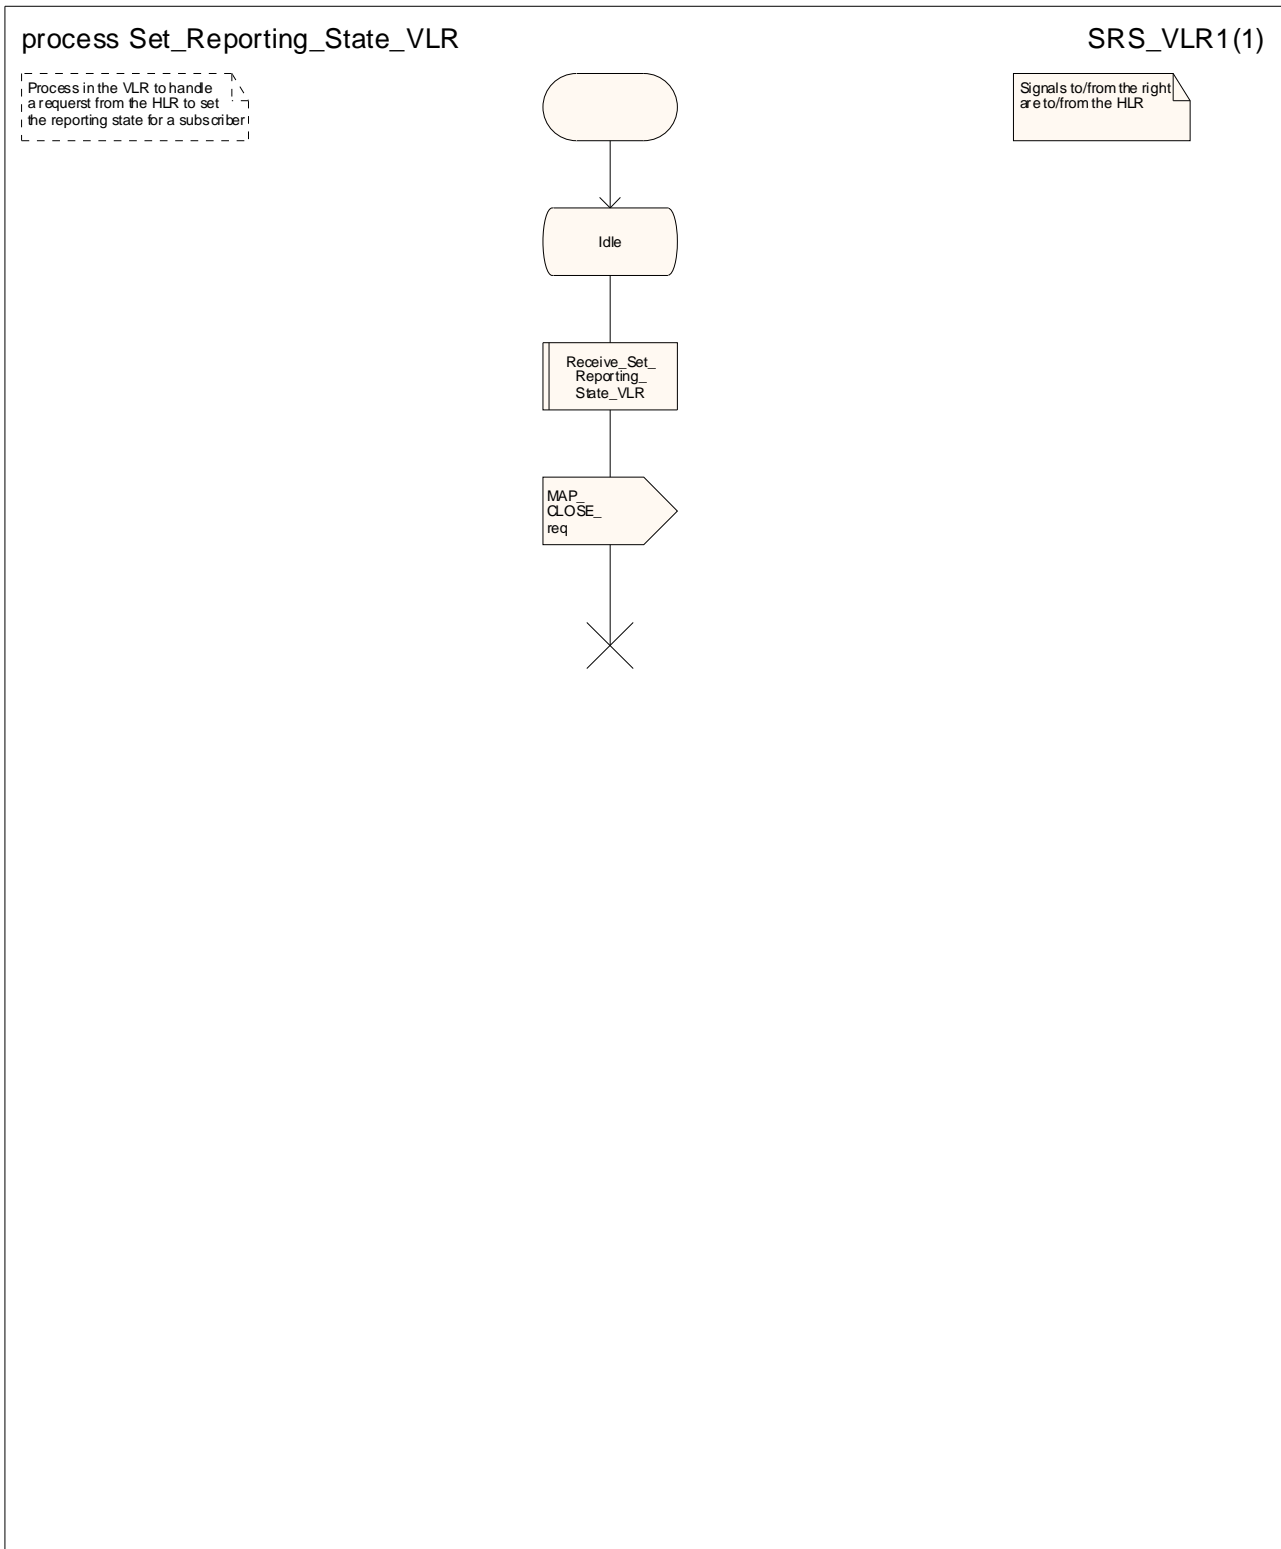 process Set_Reporting_State_VLR
SRS_VLR1(1)
Process in the VLR to handle
a requerst from the HLR to set
the reporting state for a subscriber
Signals to/from the right
are to/from the HLR
Idle
Receive_Set_
Reporting_
State_VLR
MAP_
CLOSE_
req